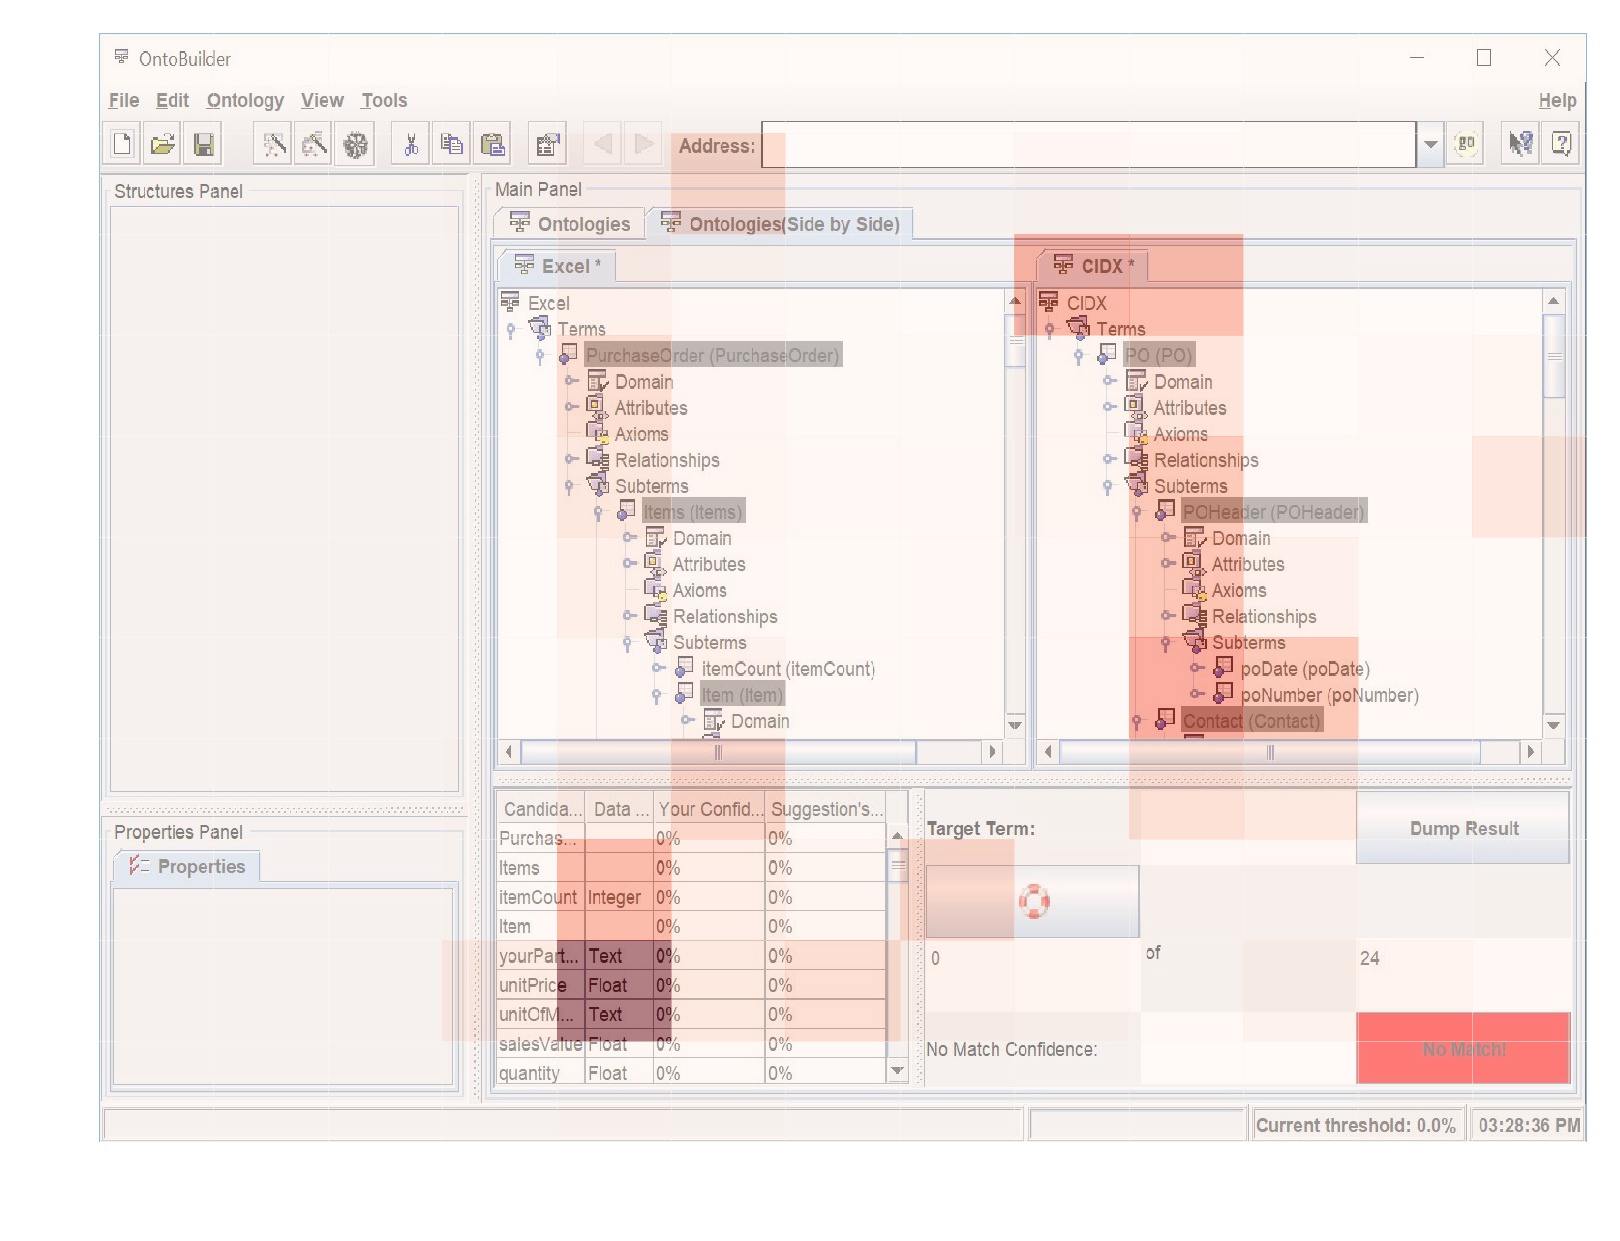 OntoBuilder
File Edit Ontology View Tools Help
Address: go
Structures Panel
Main Panel
Ontologies Ontologies(Side by Side)
Excel *
Excel
Terms
PurchaseOrder (PurchaseOrder)
Domain
Attributes
Axioms
Relationships
Subterms
Items (Items)
Domain
Attributes
Axioms
Relationships
Subterms
itemCount (itemCount)
Item (Item)
Domain
CIDX *
CIDX
Terms
PO (PO)
Domain
Attributes
Axioms
Relationships
Subterms
POHeader (POHeader)
Domain
Attributes
Axioms
Relationships
Subterms
poDate (poDate)
poNumber (poNumber)
Contact (Contact)
Properties Panel
Properties
Candida... Data ... Your Confid... Suggestion's...
Purchas... 0% 0%
Items 0% 0%
itemCount Integer 0% 0%
Item 0% 0%
yourPart... Text 0% 0%
unitPrice Float 0% 0%
unitOfM... Text 0% 0%
salesValue Float 0% 0%
quantity Float 0% 0%
Target Term: Dump Result
0 of 24
No Match Confidence: No Match!
Current threshold: 0.0% 03:28:36 PM